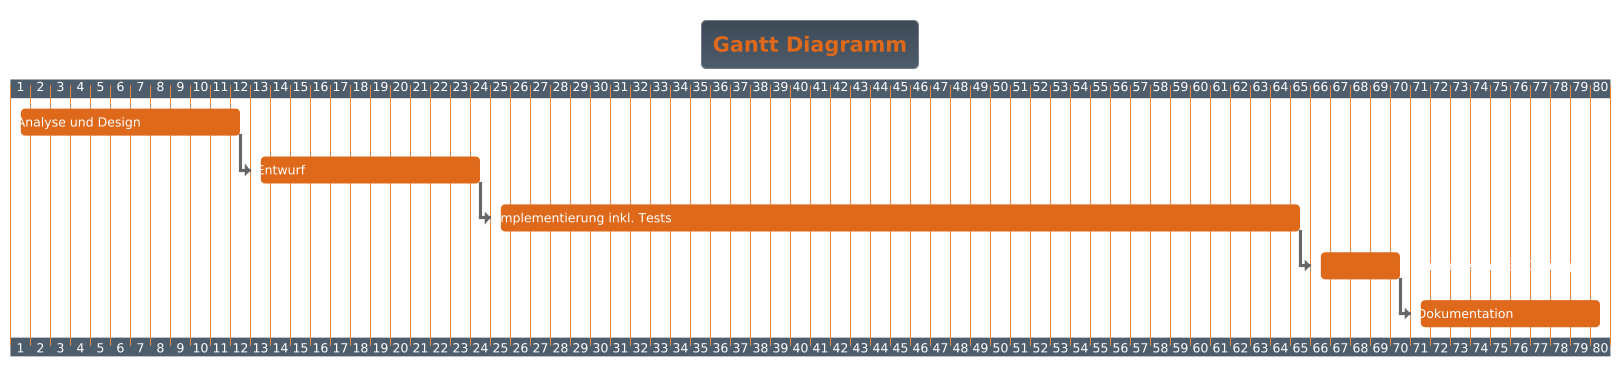 Gantt Diagramm
1 2 3 4 5 6 7 8 9 10 11 12 13 14 15 16 17 18 19 20 21 22 23 24 25 26 27 28 29 30 31 32 33 34 35 36 37 38 39 40 41 42 43 44 45 46 47 48 49 50 51 52 53 54 55 56 57 58 59 60 61 62 63 64 65 66 67 68 69 70 71 72 73 74 75 76 77 78 79 80
Analyse und Design
Entwurf
Implementierung inkl. Tests
Dokumentation
1 2 3 4 5 6 7 8 9 10 11 12 13 14 15 16 17 18 19 20 21 22 23 24 25 26 27 28 29 30 31 32 33 34 35 36 37 38 39 40 41 42 43 44 45 46 47 48 49 50 51 52 53 54 55 56 57 58 59 60 61 62 63 64 65 66 67 68 69 70 71 72 73 74 75 76 77 78 79 80